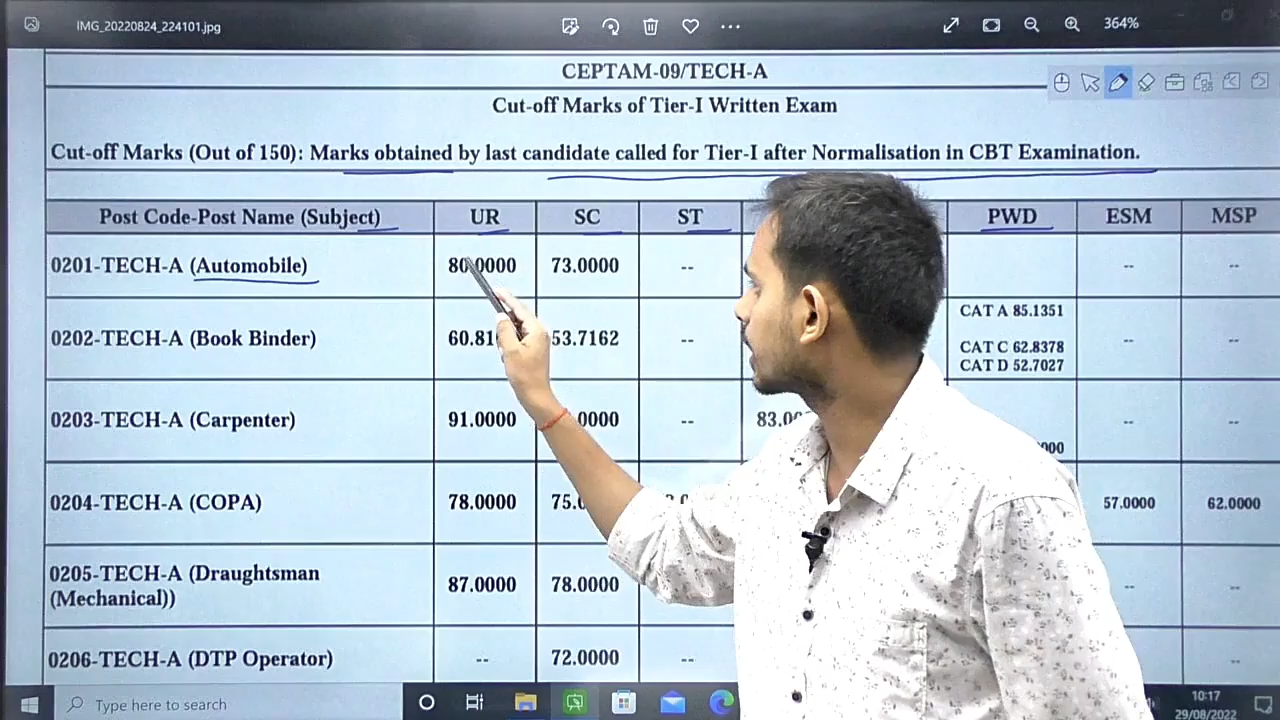 IMG_20220824_224101.jpg
364%
CEPTAM-09/TECH-A
Cut-off Marks of Tier-I Written Exam
Cut-off Marks (Out of 150): Marks obtained by last candidate called for Tier-I after Normalisation in CBT Examination.
Post Code-Post Name (Subject) UR SC ST PWD ESM MSP
0201-TECH-A (Automobile) 80.0000 73.0000 -- -- --
0202-TECH-A (Book Binder) 53.7162 -- CAT A 85.1351 -- --
CAT C 62.8378
CAT D 52.7027
0203-TECH-A (Carpenter) 91.0000 -- -- --
0204-TECH-A (COPA) 78.0000 57.0000 62.0000
0205-TECH-A (Draughtsman 87.0000 78.0000 -- --
(Mechanical))
0206-TECH-A (DTP Operator) -- 72.0000 -- --
Type here to search
10:17
29/08/2022